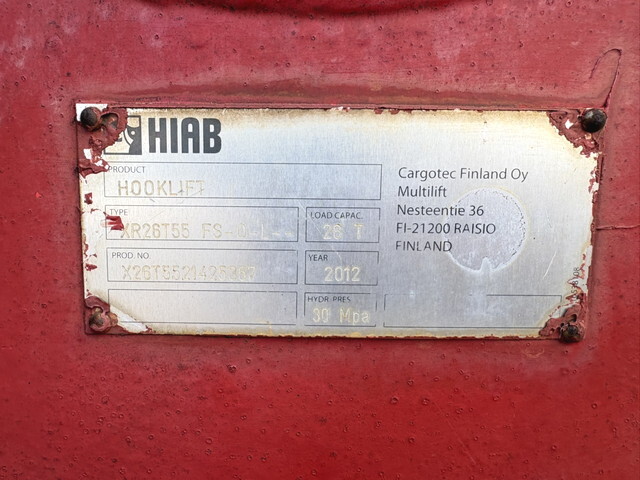 HIAB
PRODUCT
HOOKLIFT
TYPE
XR26T55
LOAD CAPAC.
26 T
PROD. NO.
YEAR
2012
HYDR-PRES
30 Mpa
Cargotec Finland Oy
Multilift
Nesteentie 36
FI-21200 RAISIO
FINLAND